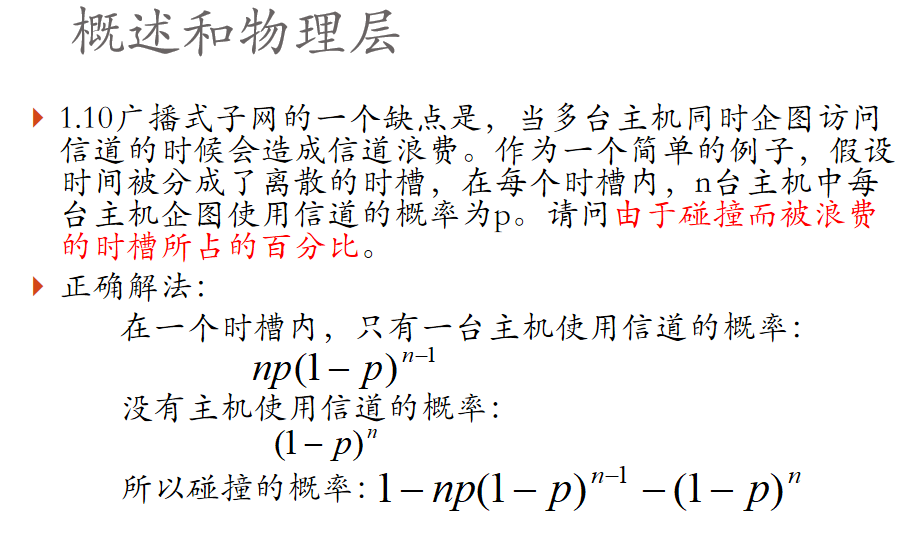 概述和物理层
1.10广播式子网的一个缺点是，当多台主机同时企图访问
信道的时候会造成信道浪费。作为一个简单的例子，假设
时间被分成了离散的时槽，在每个时槽内，n台主机中每
台主机企图使用信道的概率为p。请问由于碰撞而被浪费
的时槽所占的百分比。
正确解法：
在一个时槽内，只有一台主机使用信道的概率：
np(1－p)^{n-1}
没有主机使用信道的概率：
(1－p)^n
所以碰撞的概率：1－np(1－p)^{n-1}－(1－p)^n